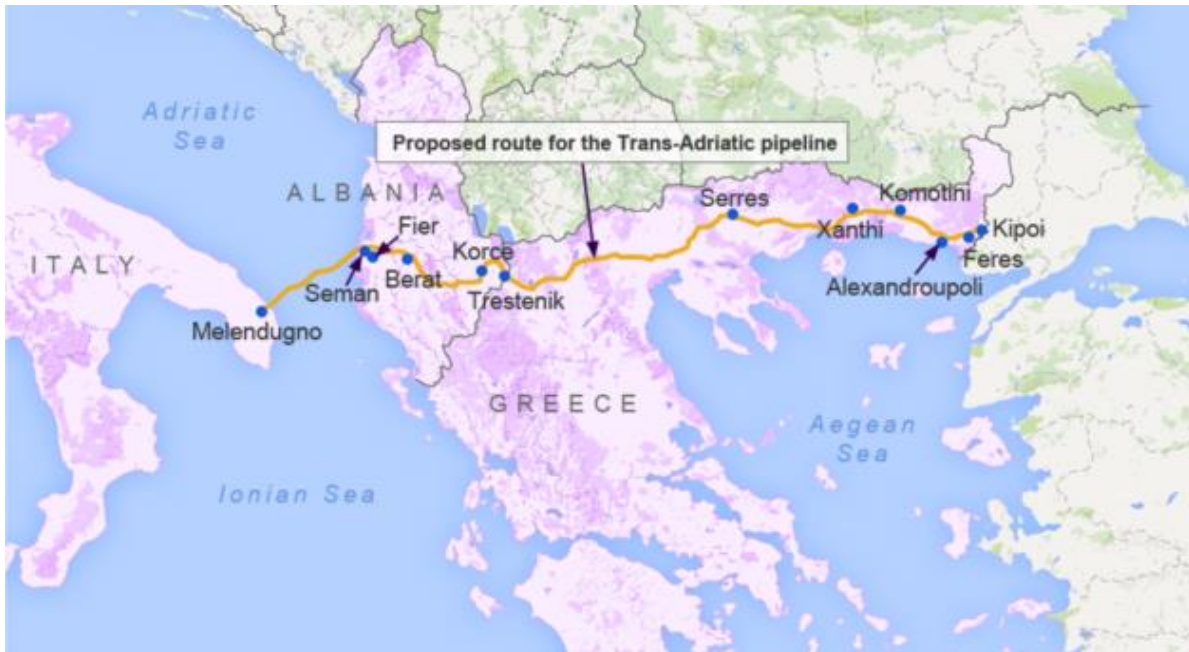 Adriatic
Sea
Proposed route for the Trans-Adriatic pipeline
ALBANIA
Serres
Komotini
Fier
Korce
Xanthi
Kipoi
ITALY
Seman
Berat
Feres
Trestenik
Alexandroupoli
Melendugno
GREECE
Aegean
Sea
Ionian Sea